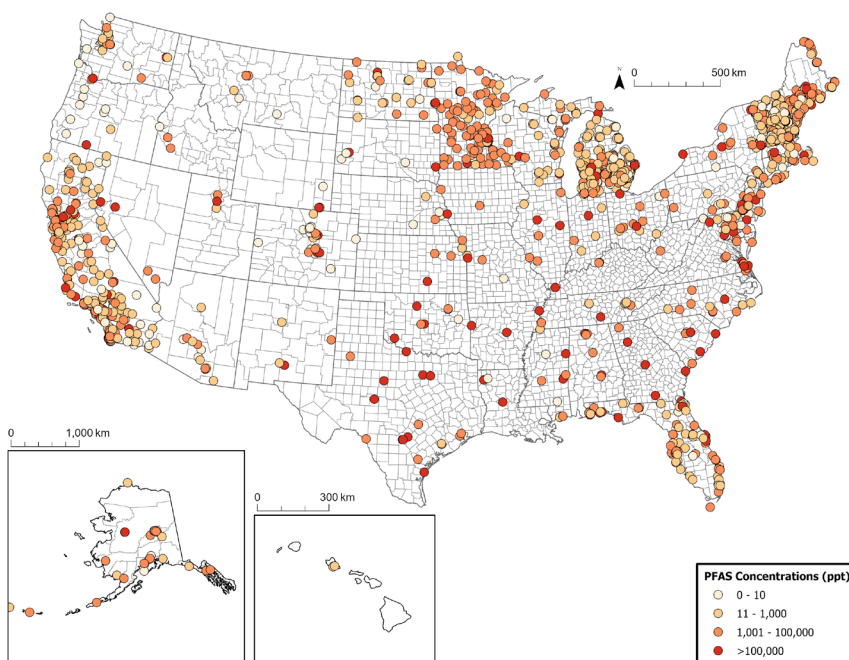 N
0 500 km
0 1,000 km
0 300 km
PFAS Concentrations (ppt)
0 - 10
11 - 1,000
1,001 - 100,000
>100,000